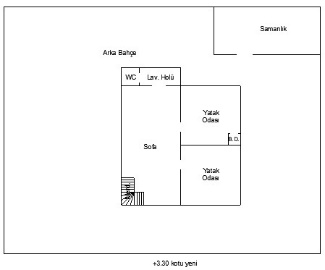 Samanlık
Arka Bahçe
WC Lav. Holü
Yatak
Odası
B.D.
Sofa
Yatak
Odası
+3.30 kotu yeni